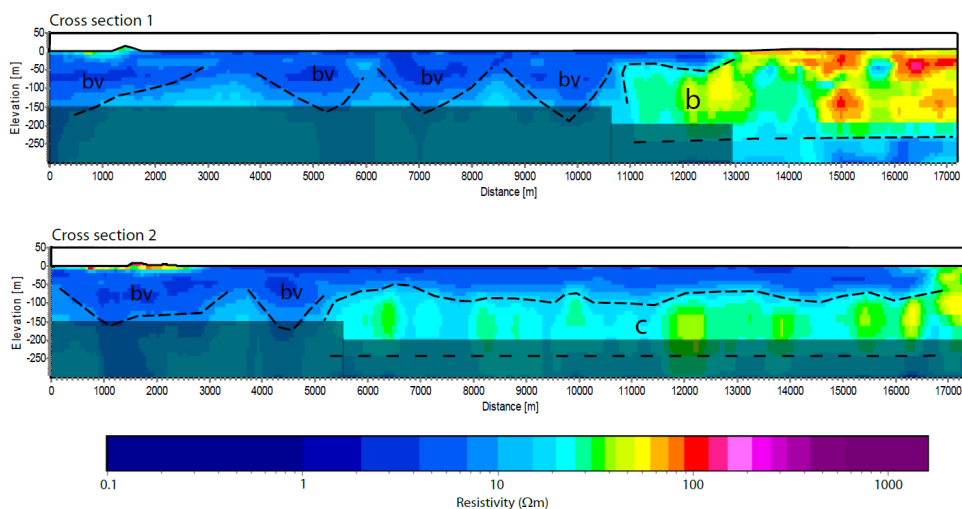 Cross section 1
50
0
-50
-100
-150
-200
-250
Elevation [m]
bv bv bv bv b
0 1000 2000 3000 4000 5000 6000 7000 8000 9000 10000 11000 12000 13000 14000 15000 16000 17000
Distance [m]
Cross section 2
50
0
-50
-100
-150
-200
-250
Elevation [m]
bv bv c
0 1000 2000 3000 4000 5000 6000 7000 8000 9000 10000 11000 12000 13000 14000 15000 16000 17000
Distance [m]
0.1 1 10 100 1000
Resistivity (Ωm)